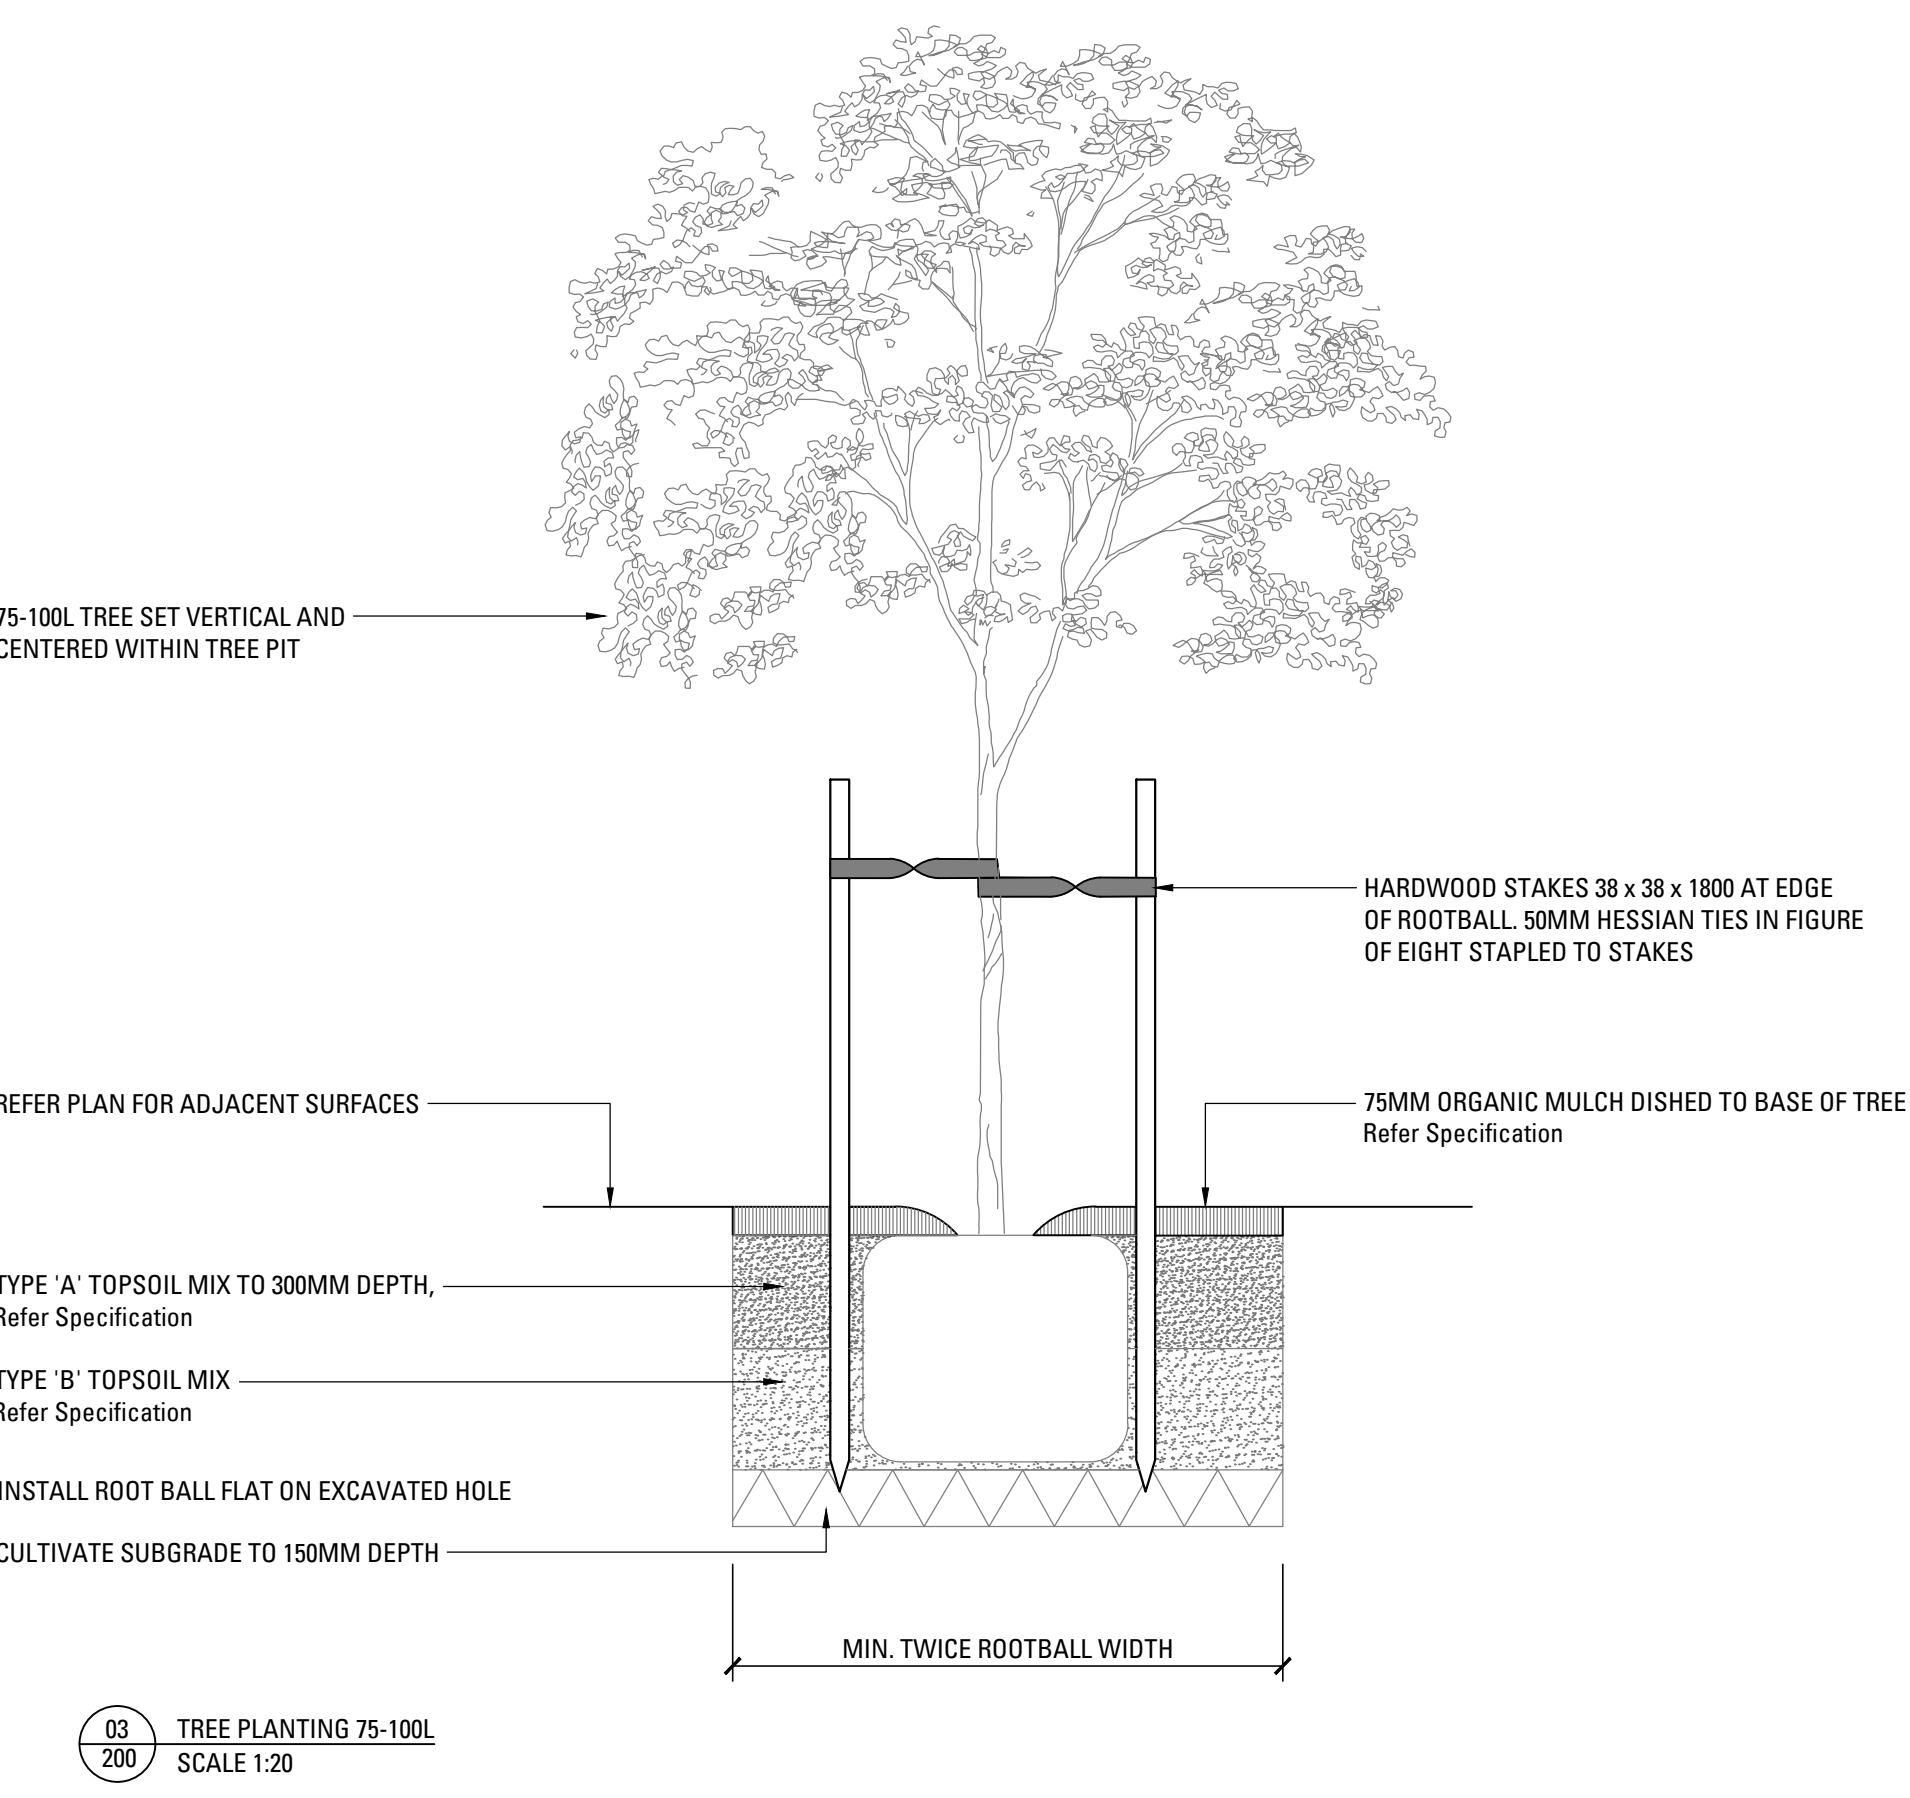 75-100L TREE SET VERTICAL AND
CENTERED WITHIN TREE PIT
HARDWOOD STAKES 38 x 38 x 1800 AT EDGE
OF ROOTBALL. 50MM HESSIAN TIES IN FIGURE
OF EIGHT STAPLED TO STAKES
REFER PLAN FOR ADJACENT SURFACES
75MM ORGANIC MULCH DISHED TO BASE OF TREE
Refer Specification
TYPE 'A' TOPSOIL MIX TO 300MM DEPTH,
Refer Specification
TYPE 'B' TOPSOIL MIX
Refer Specification
INSTALL ROOT BALL FLAT ON EXCAVATED HOLE
CULTIVATE SUBGRADE TO 150MM DEPTH
MIN. TWICE ROOTBALL WIDTH
03
200
TREE PLANTING 75-100L
SCALE 1:20